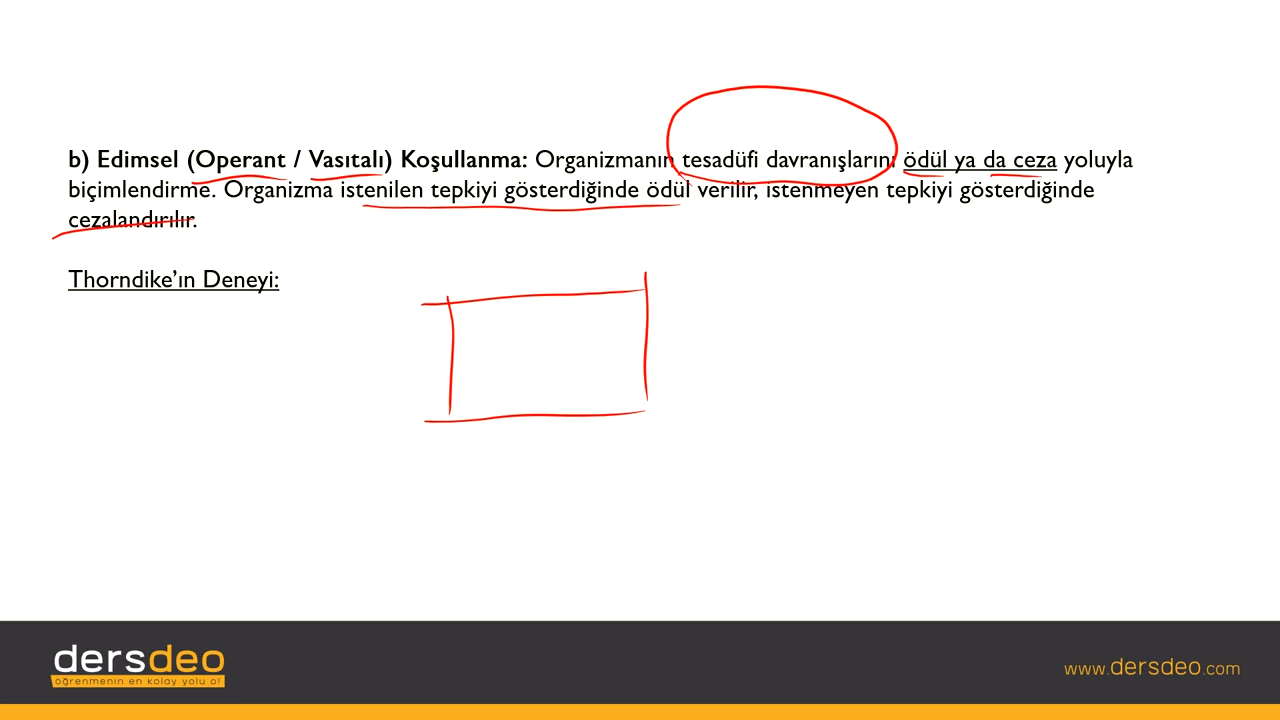 b) Edimsel (Operant / Vasıtalı) Koşullanma: Organizmanın tesadüfi davranışlarını ödül ya da ceza yoluyla
biçimlendirme. Organizma istenilen tepkiyi gösterdiğinde ödül verilir, istenmeyen tepkiyi gösterdiğinde
cezalandırılır.
Thorndike’ın Deneyi:
dersdeo
öğrenmenin en kolay yolu o!
www.dersdeo.com